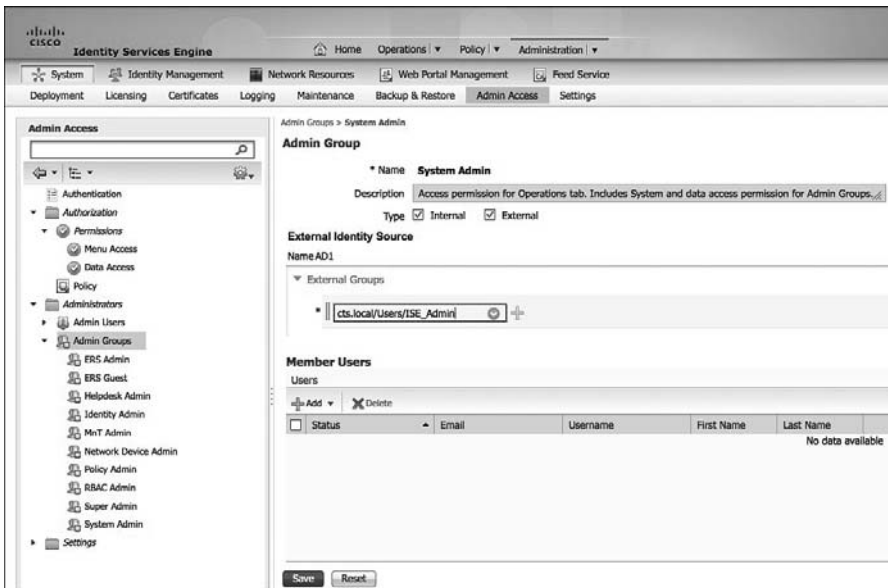 cisco
Identity Services Engine
Home
Operations
Policy
Administration
System
Identity Management
Network Resources
Web Portal Management
Feed Service
Deployment
Licensing
Certificates
Logging
Maintenance
Backup & Restore
Admin Access
Settings
Admin Access
Authentication
Authorization
Permissions
Menu Access
Data Access
Policy
Administrators
Admin Users
Admin Groups
ERS Admin
ERS Guest
Helpdesk Admin
Identity Admin
MnT Admin
Network Device Admin
Policy Admin
RBAC Admin
Super Admin
System Admin
Settings
Admin Groups > System Admin
Admin Group
* Name System Admin
Description Access permission for Operations tab. Includes System and data access permission for Admin Groups.
Type Internal External
External Identity Source
Name AD1
External Groups
* cts.local/Users/ISE_Admin
Member Users
Users
Add Delete
Status Email Username First Name Last Name
No data available
Save Reset